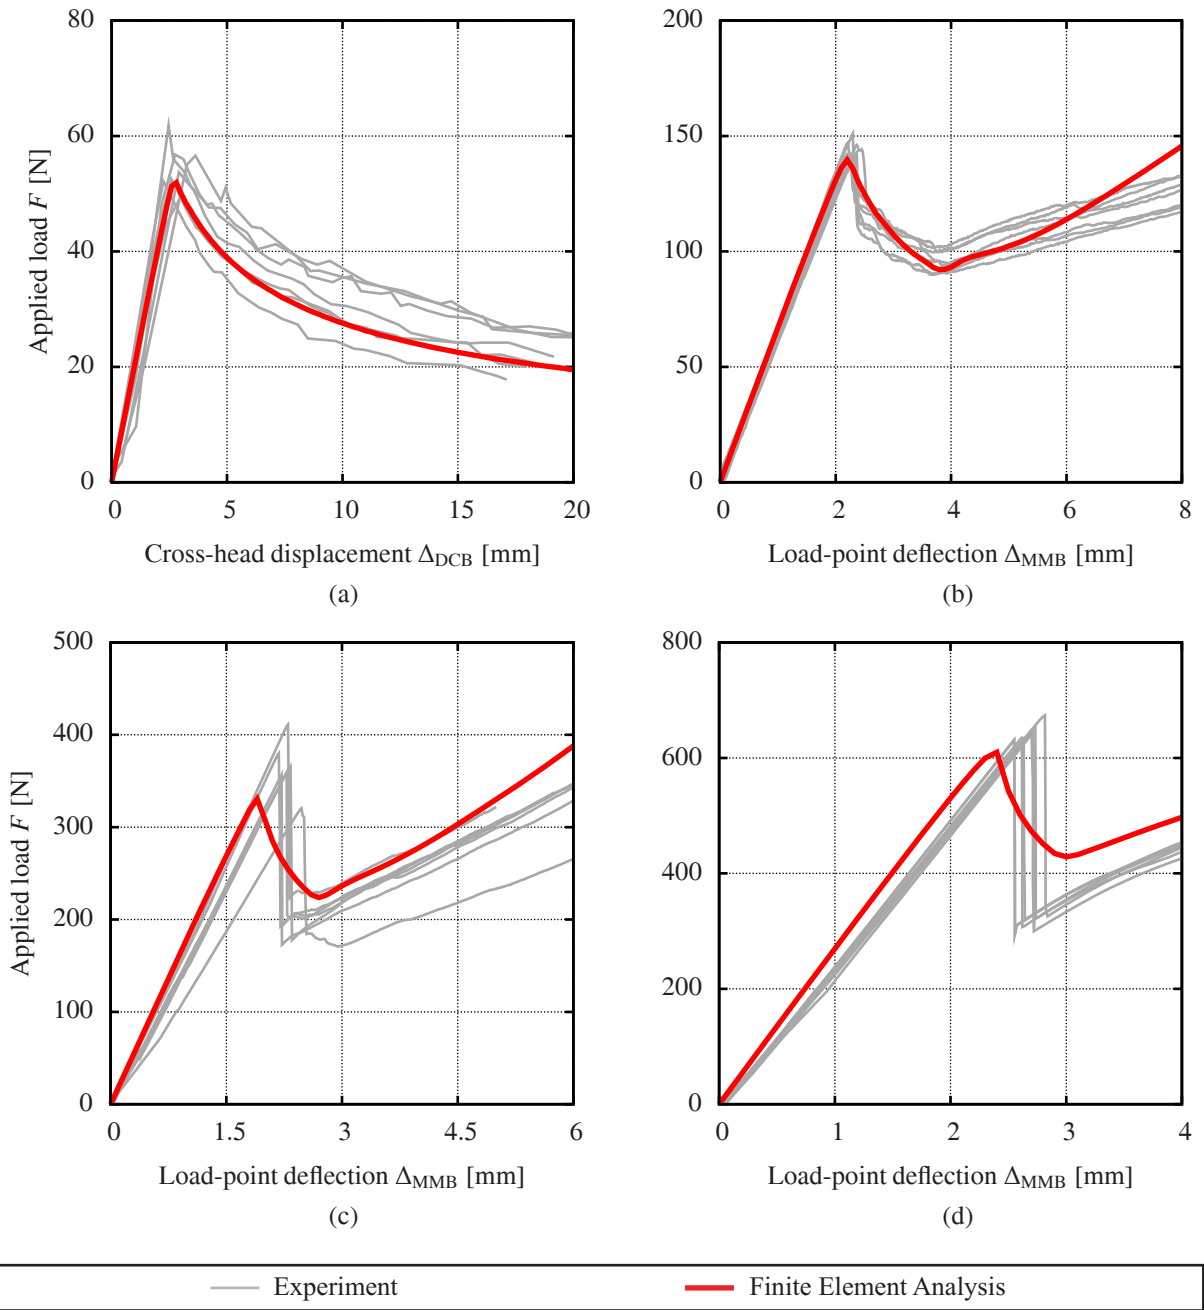 80
60
40
20
0
Applied load F [N]
0 5 10 15 20
Cross-head displacement Δ_DCB [mm]
(a)
200
150
100
50
0
0 2 4 6 8
Load-point deflection Δ_MMB [mm]
(b)
500
400
300
200
100
0
Applied load F [N]
0 1.5 3 4.5 6
Load-point deflection Δ_MMB [mm]
(c)
800
600
400
200
0
0 1 2 3 4
Load-point deflection Δ_MMB [mm]
(d)
Experiment
Finite Element Analysis